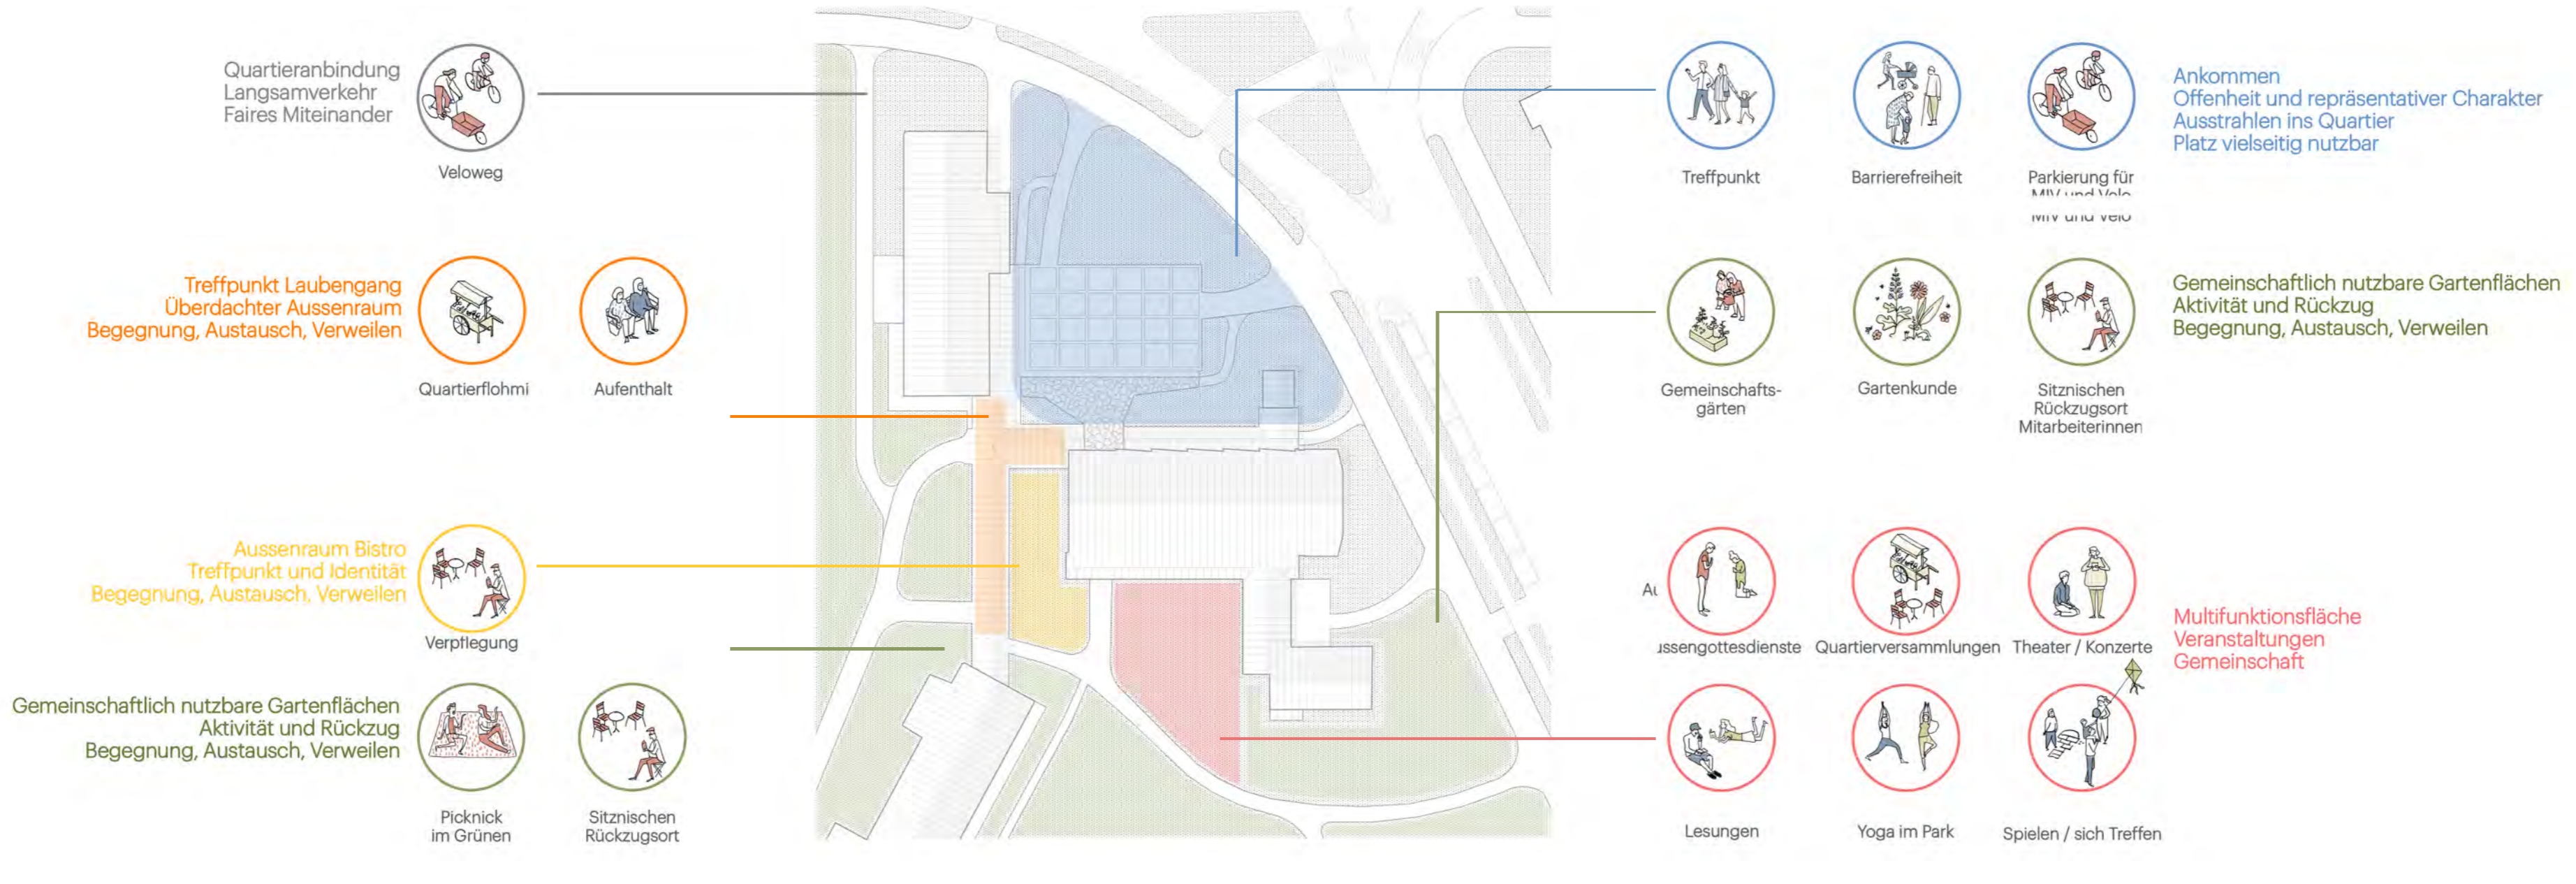 Quartieranbindung
Langsamverkehr
Faires Miteinander
Veloweg
Treffpunkt Laubengang
Überdachter Aussenraum
Begegnung, Austausch, Verweilen
Quartierflohmi
Aufenthalt
Aussenraum Bistro
Treffpunkt und Identität
Begegnung, Austausch, Verweilen
Verpflegung
Gemeinschaftlich nutzbare Gartenflächen
Aktivität und Rückzug
Begegnung, Austausch, Verweilen
Picknick
im Grünen
Sitznischen
Rückzugsort
Treffpunkt
Barrierefreiheit
Parkierung für
MIV und Velo
MIV und Velo
Ankommen
Offenheit und repräsentativer Charakter
Ausstrahlen ins Quartier
Platz vielseitig nutzbar
Gemeinschafts-
gärten
Gartenkunde
Sitznischen
Rückzugsort
Mitarbeiterinnen
Gemeinschaftlich nutzbare Gartenflächen
Aktivität und Rückzug
Begegnung, Austausch, Verweilen
Au
ussengottesdienste
Quartierversammlungen
Theater / Konzerte
Multifunktionsfläche
Veranstaltungen
Gemeinschaft
Lesungen
Yoga im Park
Spielen / sich Treffen